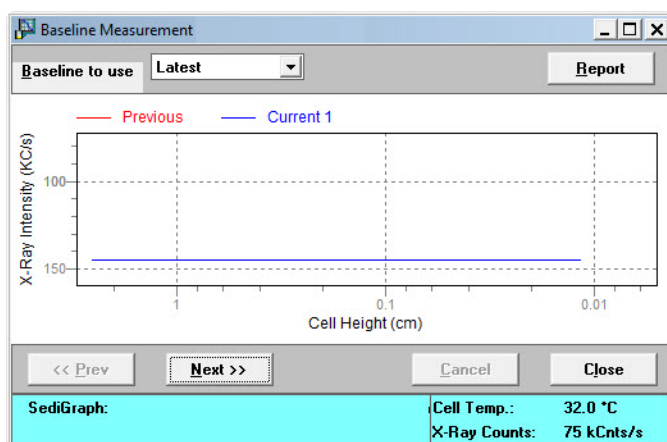 Baseline Measurement
Baseline to use Latest Report
Previous Current 1
X-Ray Intensity (KC/s)
100
150
1 0.1 0.01
Cell Height (cm)
<< Prev Next >> Cancel Close
SediGraph: Cell Temp.: 32.0 °C
X-Ray Counts: 75 kCnts/s